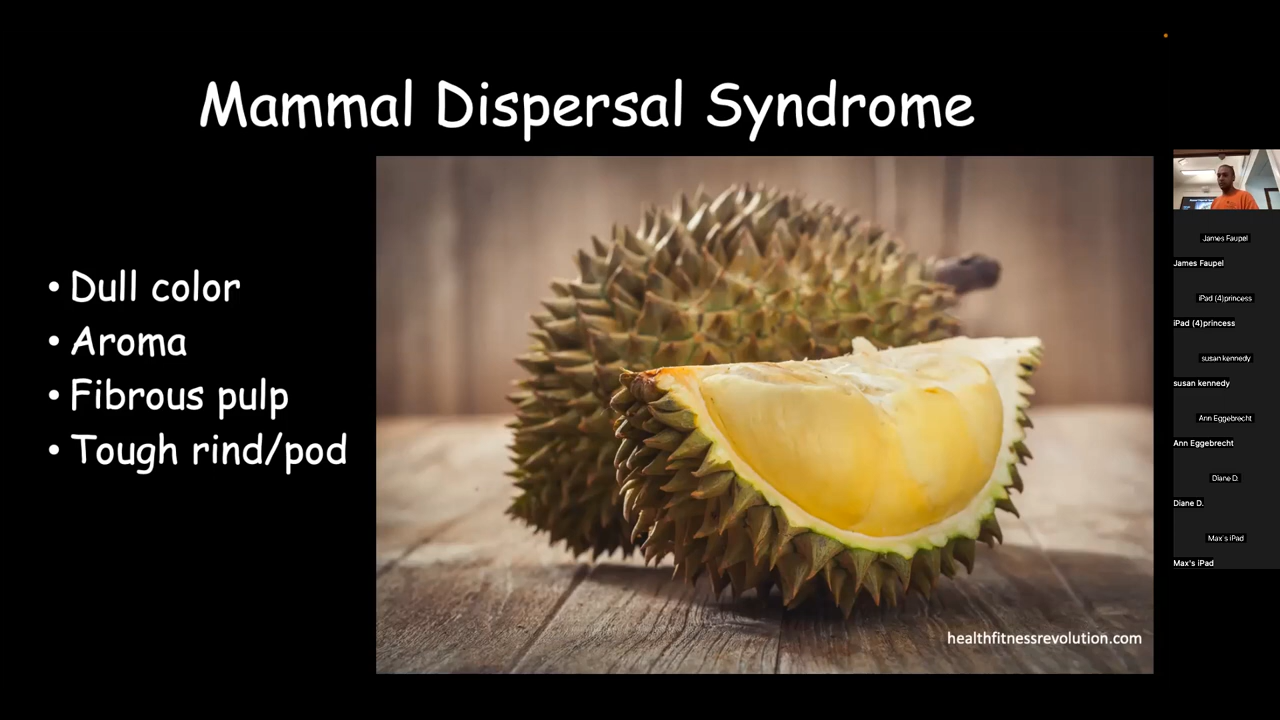 Mammal Dispersal Syndrome
• Dull color
• Aroma
• Fibrous pulp
• Tough rind/pod
healthfitnessrevolution.com
James Faupel
James Faupel
iPad (4)princess
iPad (4)princess
susan kennedy
susan kennedy
Ann Eggebrecht
Ann Eggebrecht
Diane D.
Diane D.
Max's iPad
Max's iPad